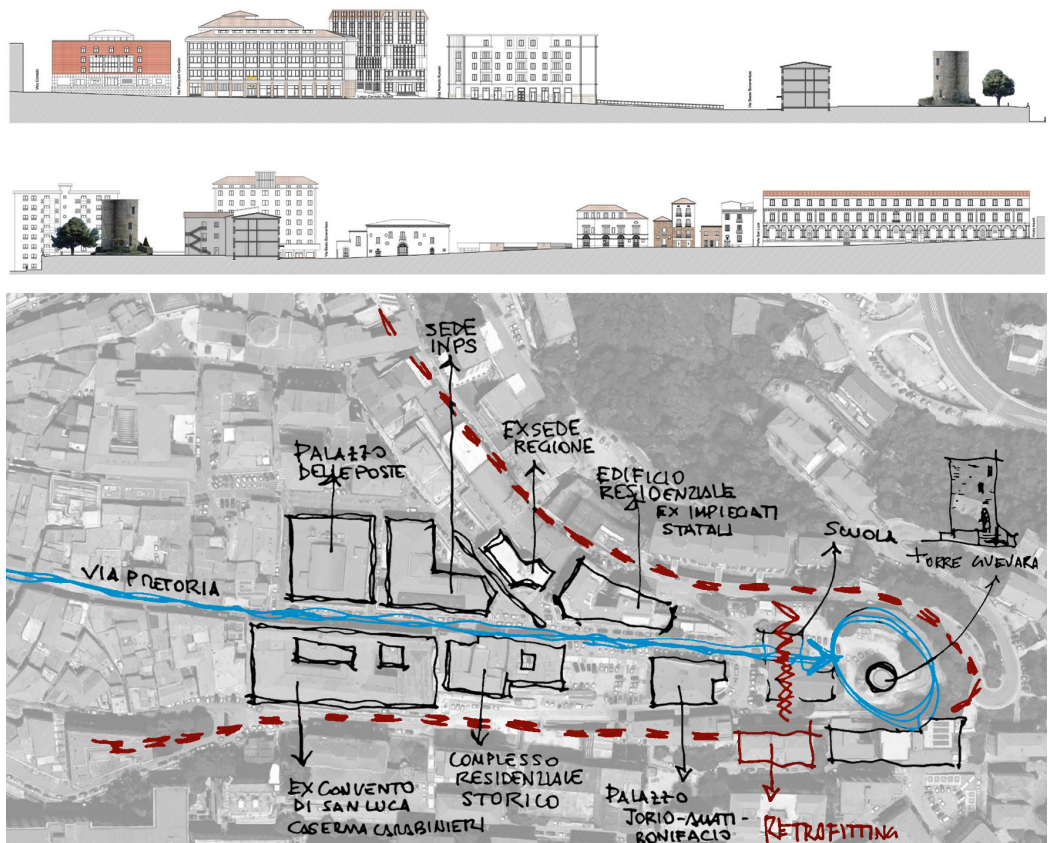 SEDE
INPS
EX SEDE
REGIONE
PALAZZO
DELLE POSTE
EDIFICIO
RESIDENZIALE
EX IMPIEGATI
STATALI
SCUOLA
TORRE GUEVARA
VIA PRETORIA
EX CONVENTO
DI SAN LUCA
CASERMA CARABINIERI
COMPLESSO
RESIDENZIALE
STORICO
PALAZZO
JORIO-AMATI-
BONIFACIO
RETROFITTING